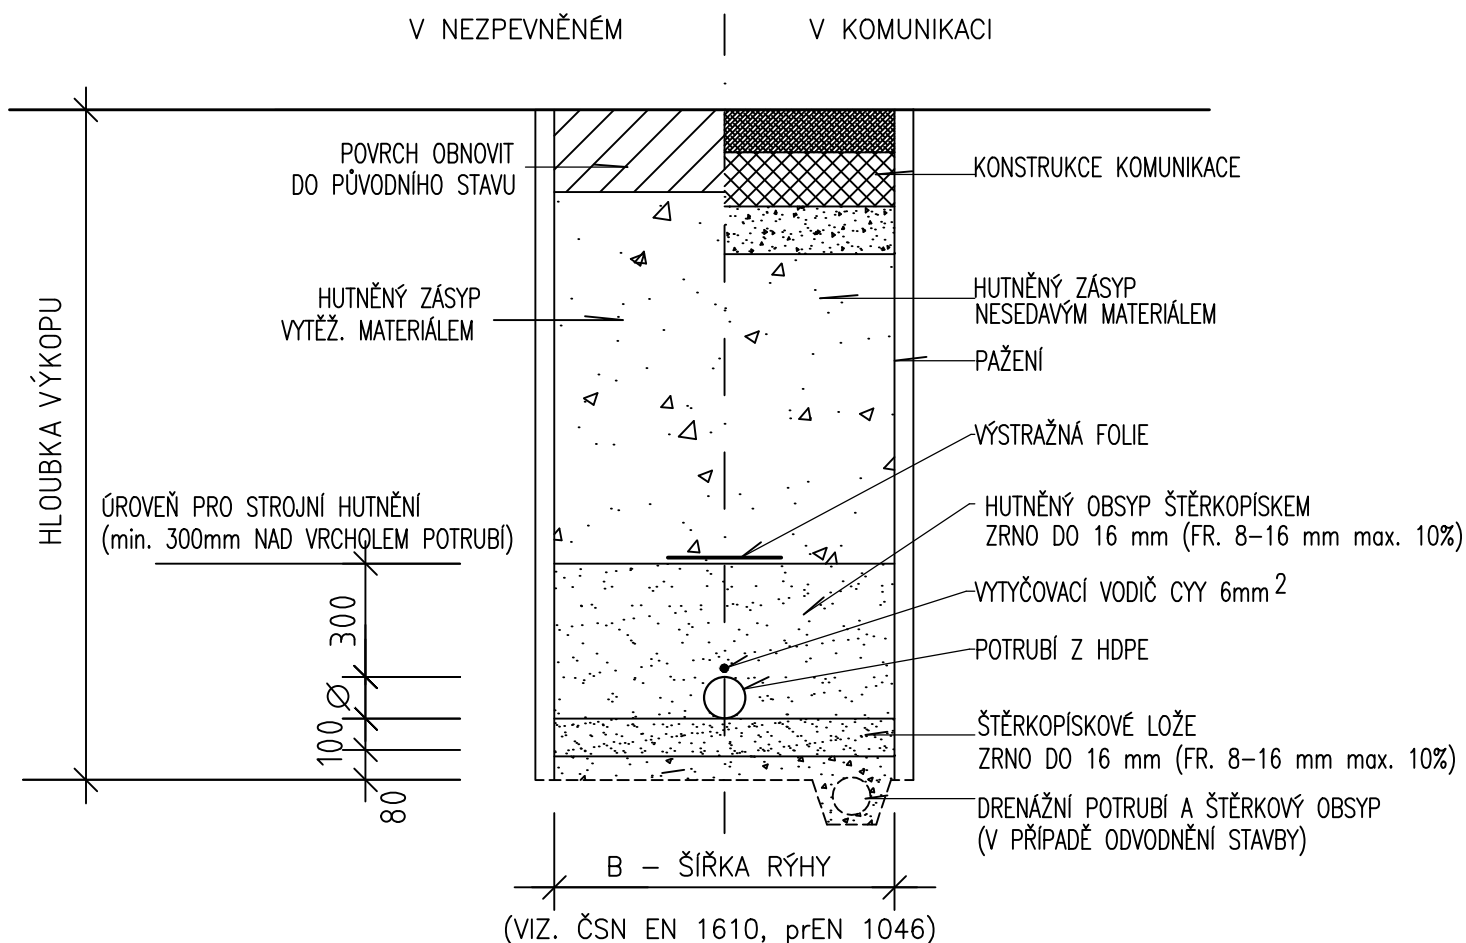 V NEZPEVNĚNÉM
V KOMUNIKACI
POVRCH OBNOVIT
DO PŮVODNÍHO STAVU
KONSTRUKCE KOMUNIKACE
HUTNĚNÝ ZÁSYP
VYTĚŽ. MATERIÁLEM
HUTNĚNÝ ZÁSYP
NESEDAVÝM MATERIÁLEM
PAŽENÍ
HLOUBKA VÝKOPU
VÝSTRAŽNÁ FOLIE
ÚROVEŇ PRO STROJNÍ HUTNĚNÍ
(min. 300mm NAD VRCHOLEM POTRUBÍ)
HUTNĚNÝ OBSYP ŠTĚRKOPÍSKEM
ZRNO DO 16 mm (FR. 8-16 mm max. 10%)
VYTYČOVACÍ VODIČ CYY 6mm²
300
POTRUBÍ Z HDPE
Ø
100
ŠTĚRKOPÍSKOVÉ LOŽE
ZRNO DO 16 mm (FR. 8-16 mm max. 10%)
80
DRENÁŽNÍ POTRUBÍ A ŠTĚRKOVÝ OBSYP
(V PŘÍPADĚ ODVODNĚNÍ STAVBY)
B – ŠÍŘKA RÝHY
(VIZ. ČSN EN 1610, prEN 1046)